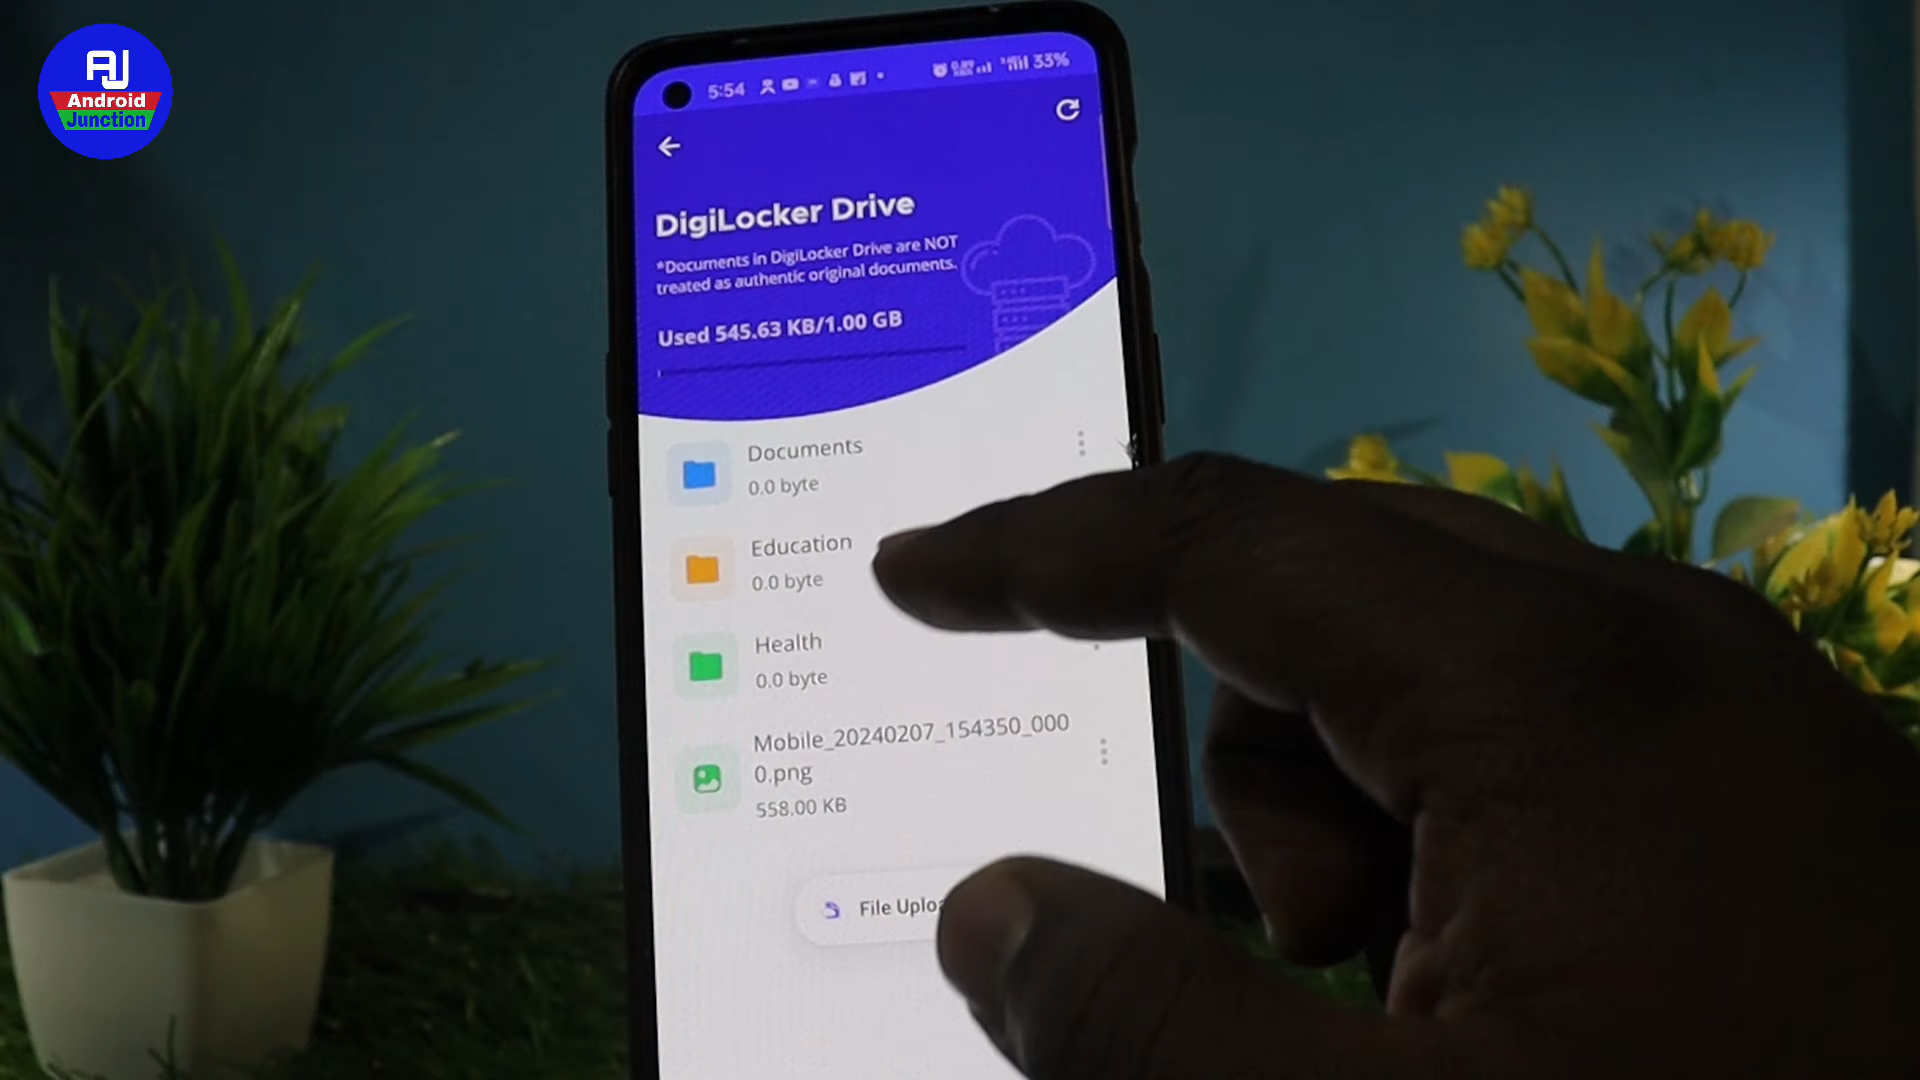 AJ
Android
Junction
5:54
33%
DigiLocker Drive
*Documents in DigiLocker Drive are NOT
treated as authentic original documents.
Used 545.63 KB/1.00 GB
Documents
0.0 byte
Education
0.0 byte
Health
0.0 byte
Mobile_20240207_154350_000
0.png
558.00 KB
File Uplo